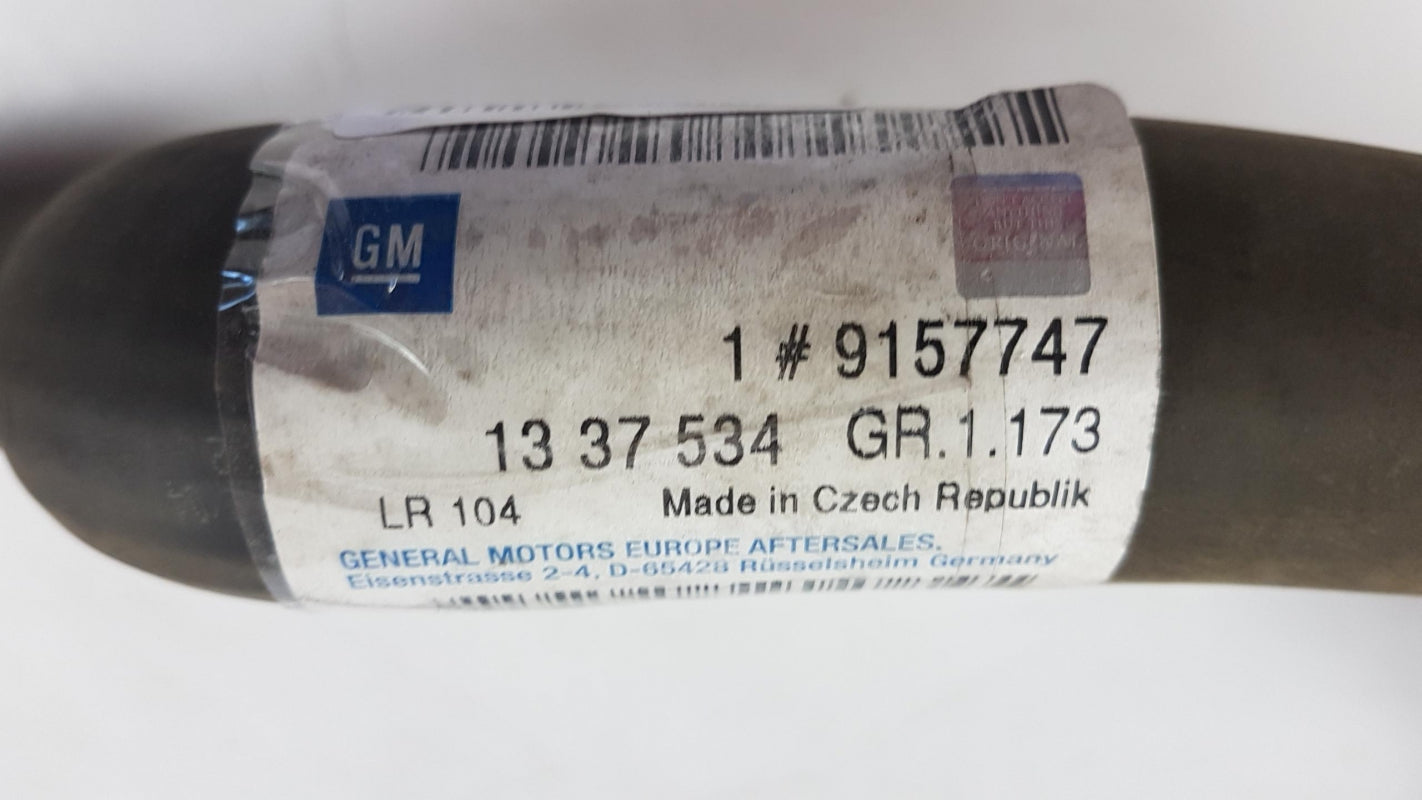 GM
ORIGINAL
1 # 9157747
13 37 534 GR.1.173
LR 104 Made in Czech Republik
GENERAL MOTORS EUROPE AFTERSALES.
Eisenstrasse 2-4, D-65428 Rüsselsheim Germany